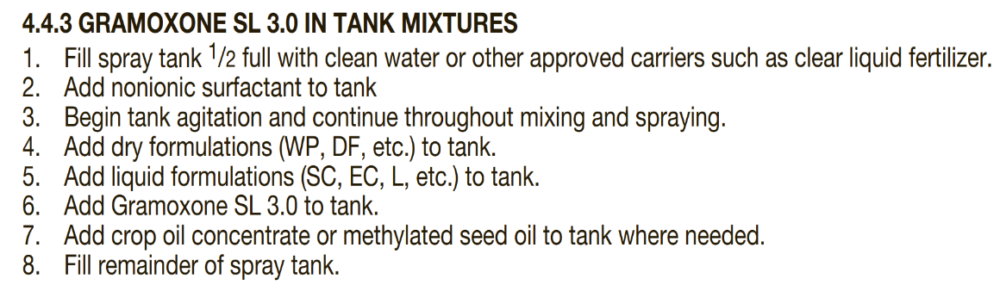 4.4.3 GRAMOXONE SL 3.0 IN TANK MIXTURES
1. Fill spray tank 1/2 full with clean water or other approved carriers such as clear liquid fertilizer.
2. Add nonionic surfactant to tank
3. Begin tank agitation and continue throughout mixing and spraying.
4. Add dry formulations (WP, DF, etc.) to tank.
5. Add liquid formulations (SC, EC, L, etc.) to tank.
6. Add Gramoxone SL 3.0 to tank.
7. Add crop oil concentrate or methylated seed oil to tank where needed.
8. Fill remainder of spray tank.